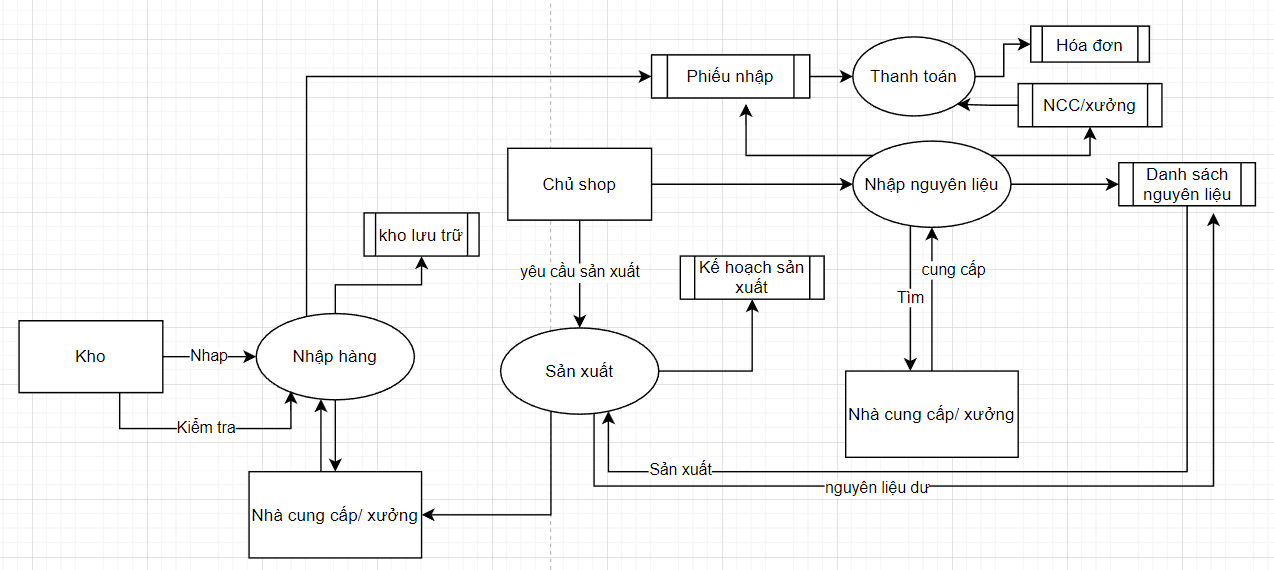 Hóa đơn
Phiếu nhập
Thanh toán
NCC/xưởng
Chủ shop
Nhập nguyên liệu
Danh sách
nguyên liệu
kho lưu trữ
yêu cầu sản xuất
Kế hoạch sản
xuất
cung cấp
Tìm
Kho
Nhap
Nhập hàng
Sản xuất
Nhà cung cấp/ xưởng
Kiểm tra
Sản xuất
nguyên liệu dư
Nhà cung cấp/ xưởng